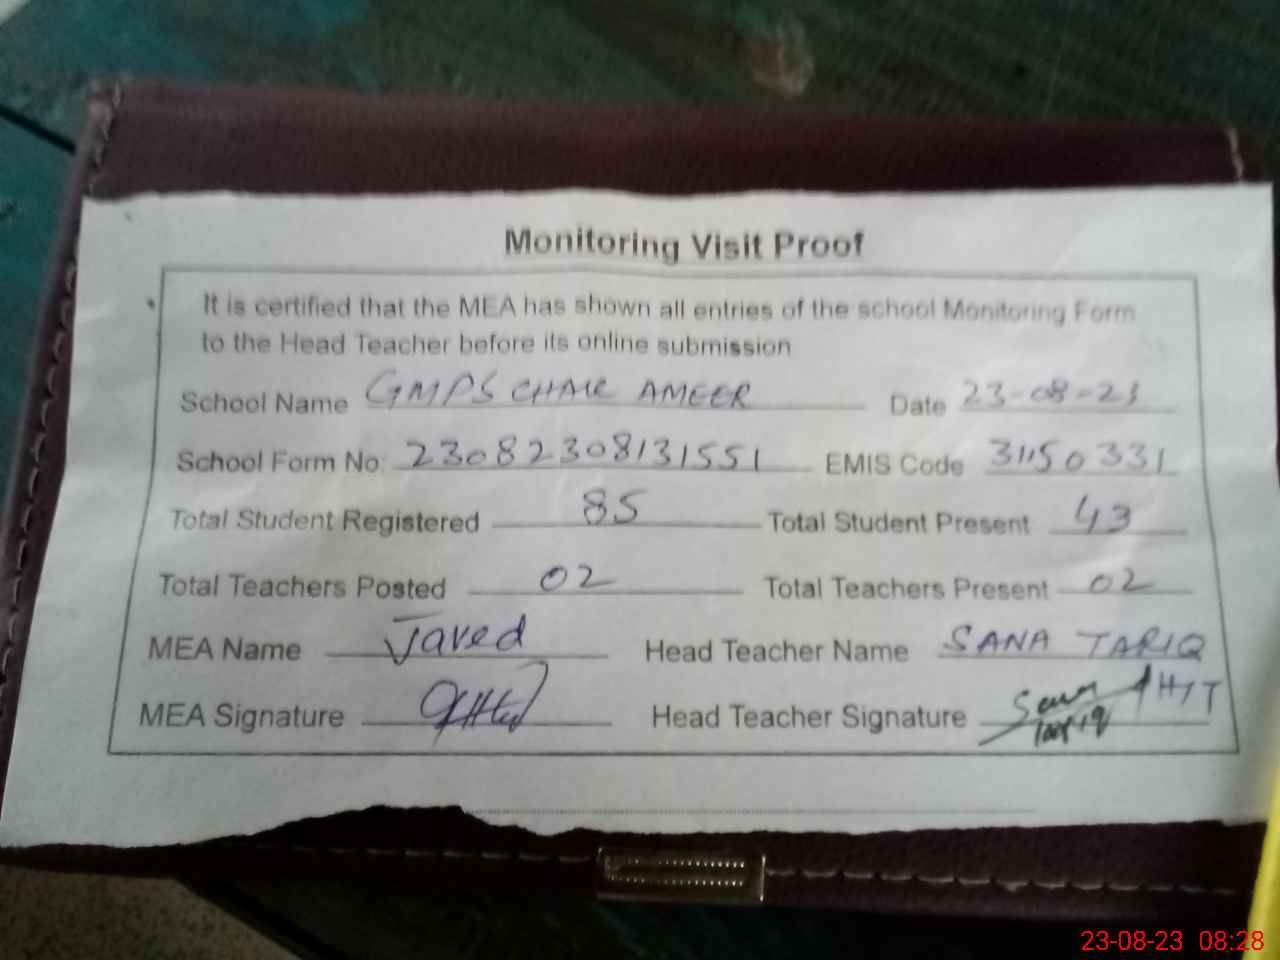 Monitoring Visit Proof
It is certified that the MEA has shown all entries of the school Monitoring Form
to the Head Teacher before its online submission
School Name GMPS CHAK AMEER Date 23-08-23
School Form No: 23082308131551 EMIS Code 31150331
Total Student Registered 85 Total Student Present 43
Total Teachers Posted 02 Total Teachers Present 02
MEA Name Javed Head Teacher Name SANA TARIQ
MEA Signature Head Teacher Signature Sana H/T
Tariq
23-08-23 08:28